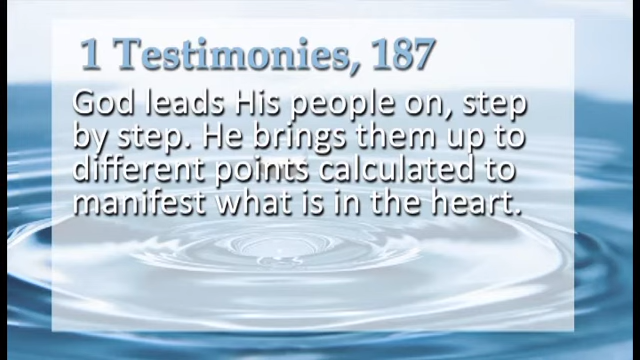 1 Testimonies, 187
God leads His people on, step
by step. He brings them up to
different points calculated to
manifest what is in the heart.